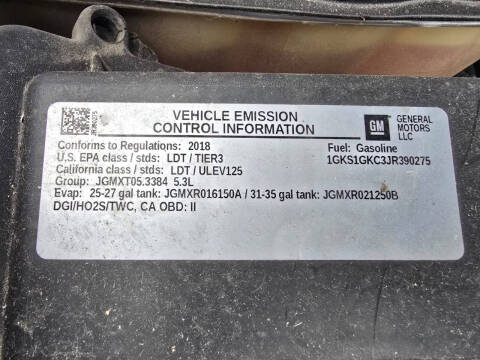 VEHICLE EMISSION
CONTROL INFORMATION
GM
GENERAL
MOTORS
LLC
Conforms to Regulations: 2018
Fuel: Gasoline
U.S. EPA class / stds: LDT / TIER3
1GKS1GKC3JR390275
California class / stds: LDT / ULEV125
Group: JGMXT05.3384 5.3L
Evap: 25-27 gal tank: JGMXR016150A / 31-35 gal tank: JGMXR021250B
DGI/HO2S/TWC, CA OBD: II